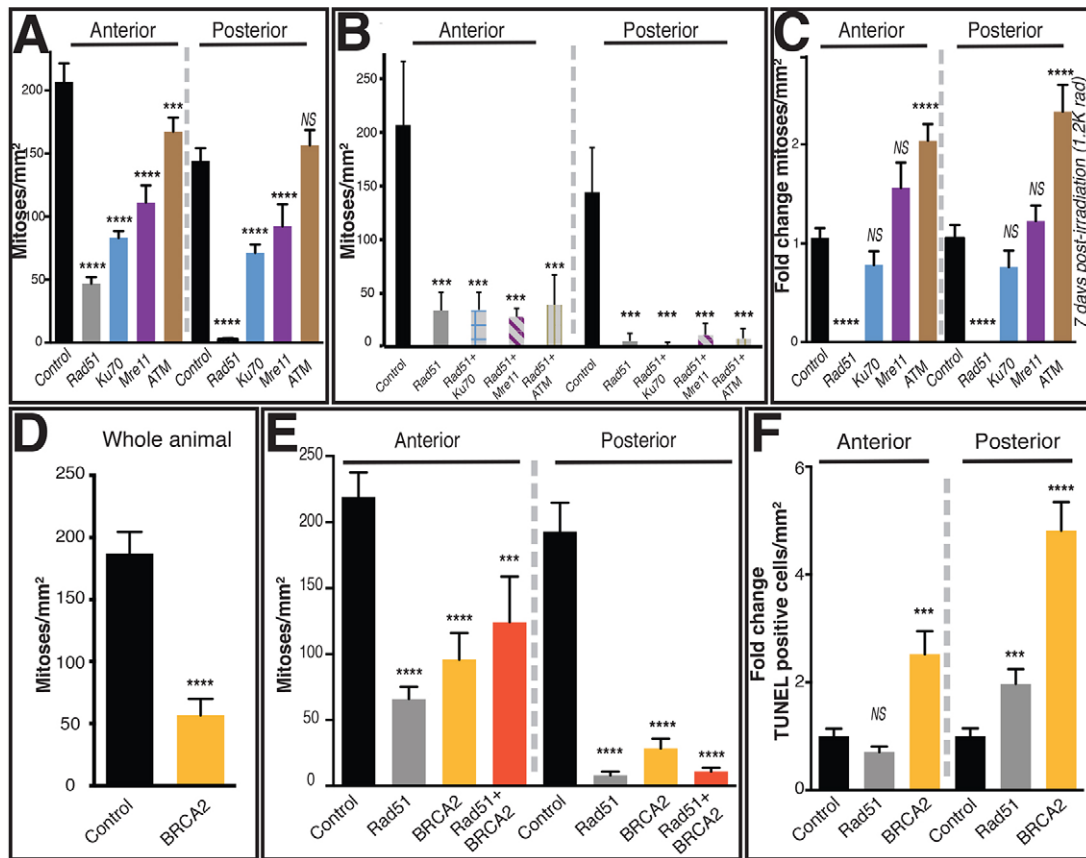 A
Anterior
Posterior
Mitoses/mm²
200
150
100
50
0
****
****
****
***
****
****
****
NS
Control
Rad51
Ku70
Mre11
ATM
Control
Rad51
Ku70
Mre11
ATM
B
Anterior
Posterior
Mitoses/mm²
250
200
150
100
50
0
***
***
***
***
***
***
***
***
Control
Rad51
Rad51+
Ku70
Rad51+
Mre11
Rad51+
ATM
Control
Rad51
Rad51+
Ku70
Rad51+
Mre11
Rad51+
ATM
C
Anterior
Posterior
Fold change mitoses/mm²
2
1
0
****
NS
NS
****
****
NS
NS
****
Control
Rad51
Ku70
Mre11
ATM
Control
Rad51
Ku70
Mre11
ATM
7 days post-irradiation (1.2K rad)
D
Whole animal
Mitoses/mm²
250
200
150
100
50
0
****
Control
BRCA2
E
Anterior
Posterior
Mitoses/mm²
250
200
150
100
50
0
****
****
***
****
****
****
Control
Rad51
BRCA2
Rad51+
BRCA2
Control
Rad51
BRCA2
Rad51+
BRCA2
F
Anterior
Posterior
Fold change
TUNEL positive cells/mm²
6
4
2
0
NS
***
***
****
Control
Rad51
BRCA2
Control
Rad51
BRCA2